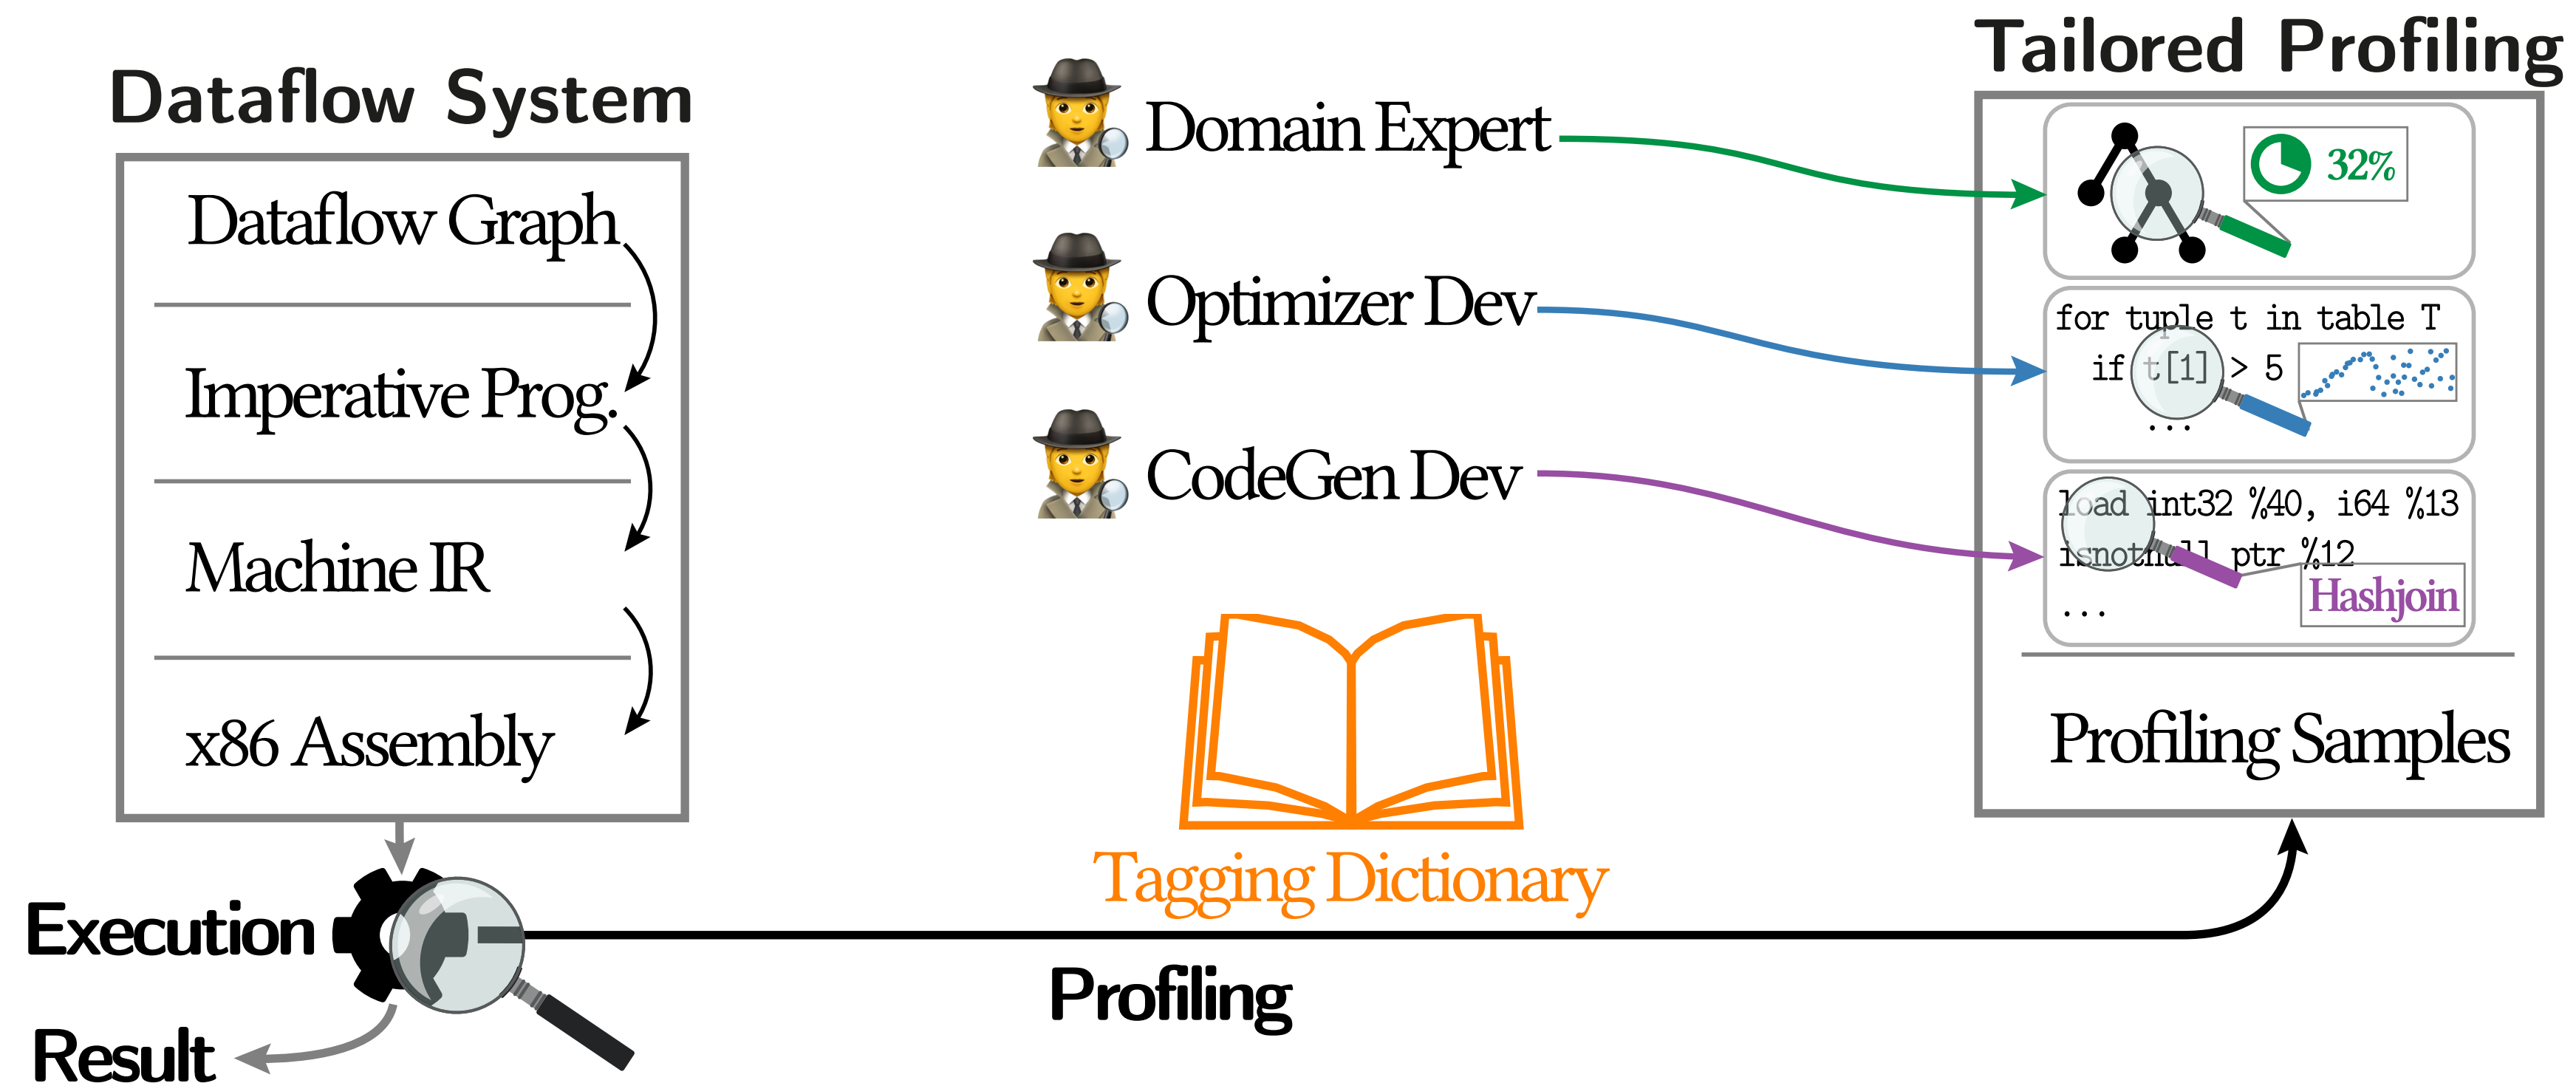 Dataflow System
Dataflow Graph
Imperative Prog.
Machine IR
x86 Assembly
Execution
Result
Domain Expert
Optimizer Dev
CodeGen Dev
Tagging Dictionary
Profiling
Tailored Profiling
32%
for tuple t in table T
if t[1] > 5
...
load int32 %40, i64 %13
isnotnull ptr %12
...
Hashjoin
Profiling Samples